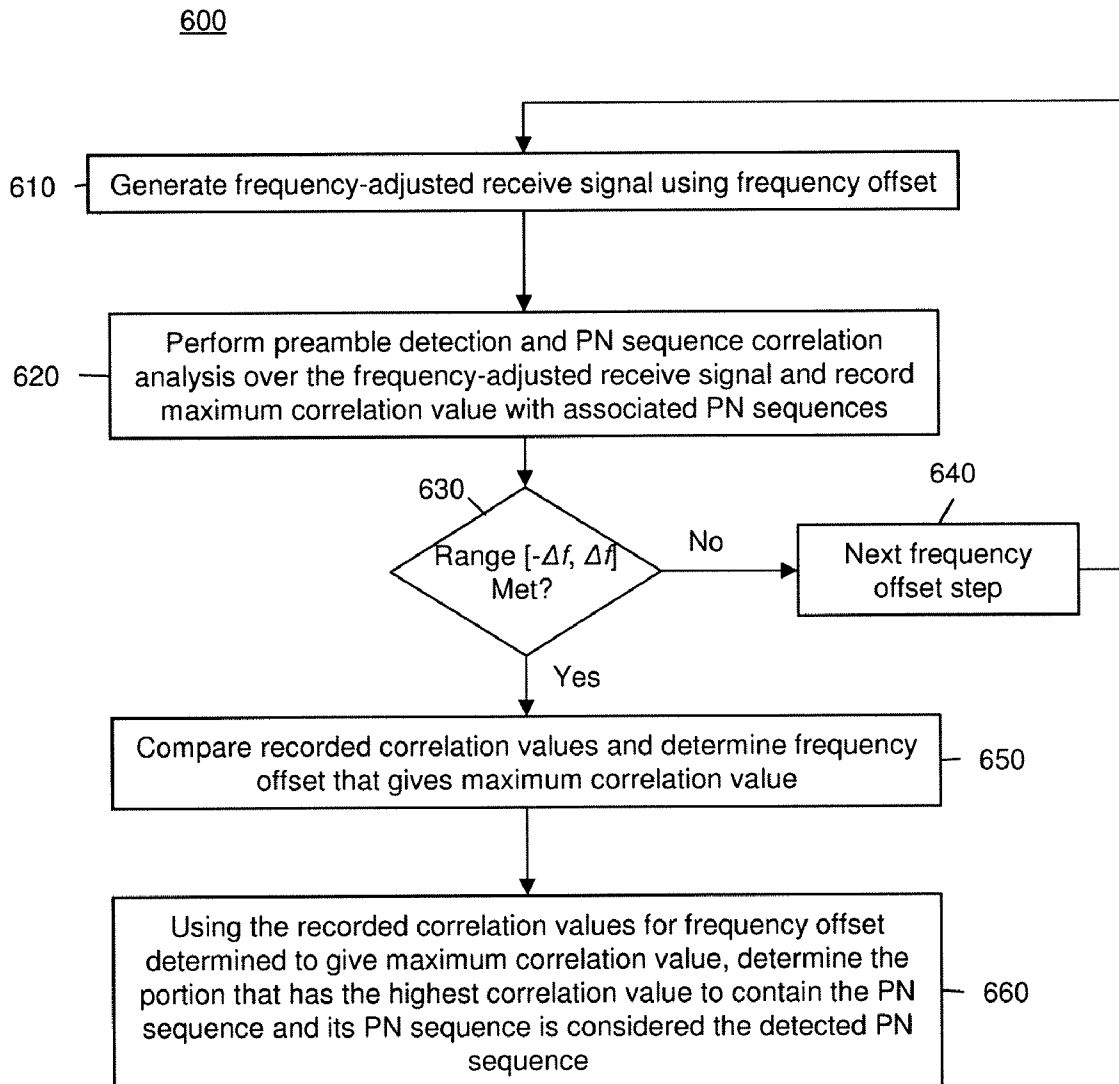 600
610
Generate frequency-adjusted receive signal using frequency offset
620
Perform preamble detection and PN sequence correlation
analysis over the frequency-adjusted receive signal and record
maximum correlation value with associated PN sequences
630
Range [-Δf, Δf]
Met?
No
640
Next frequency
offset step
Yes
Compare recorded correlation values and determine frequency
offset that gives maximum correlation value
650
Using the recorded correlation values for frequency offset
determined to give maximum correlation value, determine the
portion that has the highest correlation value to contain the PN
sequence and its PN sequence is considered the detected PN
sequence
660